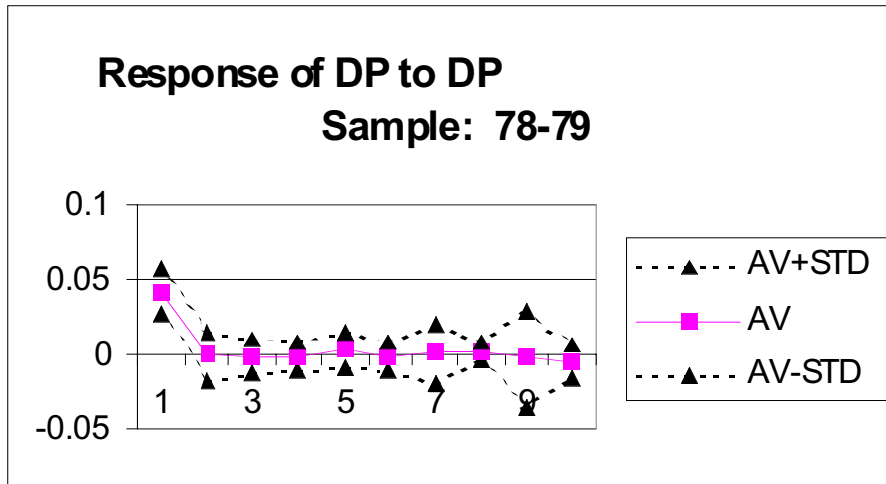 Response of DP to DP
Sample: 78-79
0.1
0.05
0
-0.05
1 3 5 7 9
AV+STD
AV
AV-STD